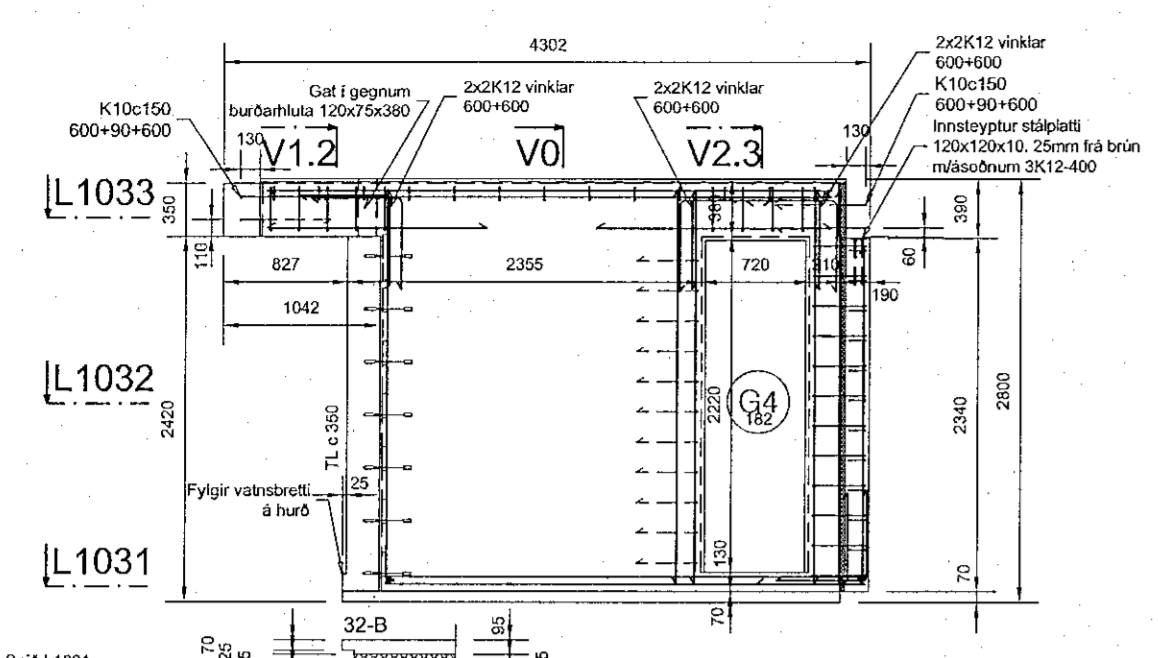 4302
2x2K12 vinklar
600+600
K10c150
600+90+600
Innsteyptur stálplatti
120x120x10. 25mm frá brún
m/ásoðnum 3K12-400
Gat í gegnum
burðarhluta 120x75x380
2x2K12 vinklar
600+600
2x2K12 vinklar
600+600
K10c150
600+90+600
130
130
V1.2
V0
V2.3
L1033
350
110
390
60
827
2355
720
190
1042
L1032
2420
2220
G4
182
2340
2800
TL c 350
25
Fylgir vatnsbretti
á hurð
130
70
L1031
70
32-B
70
25
95